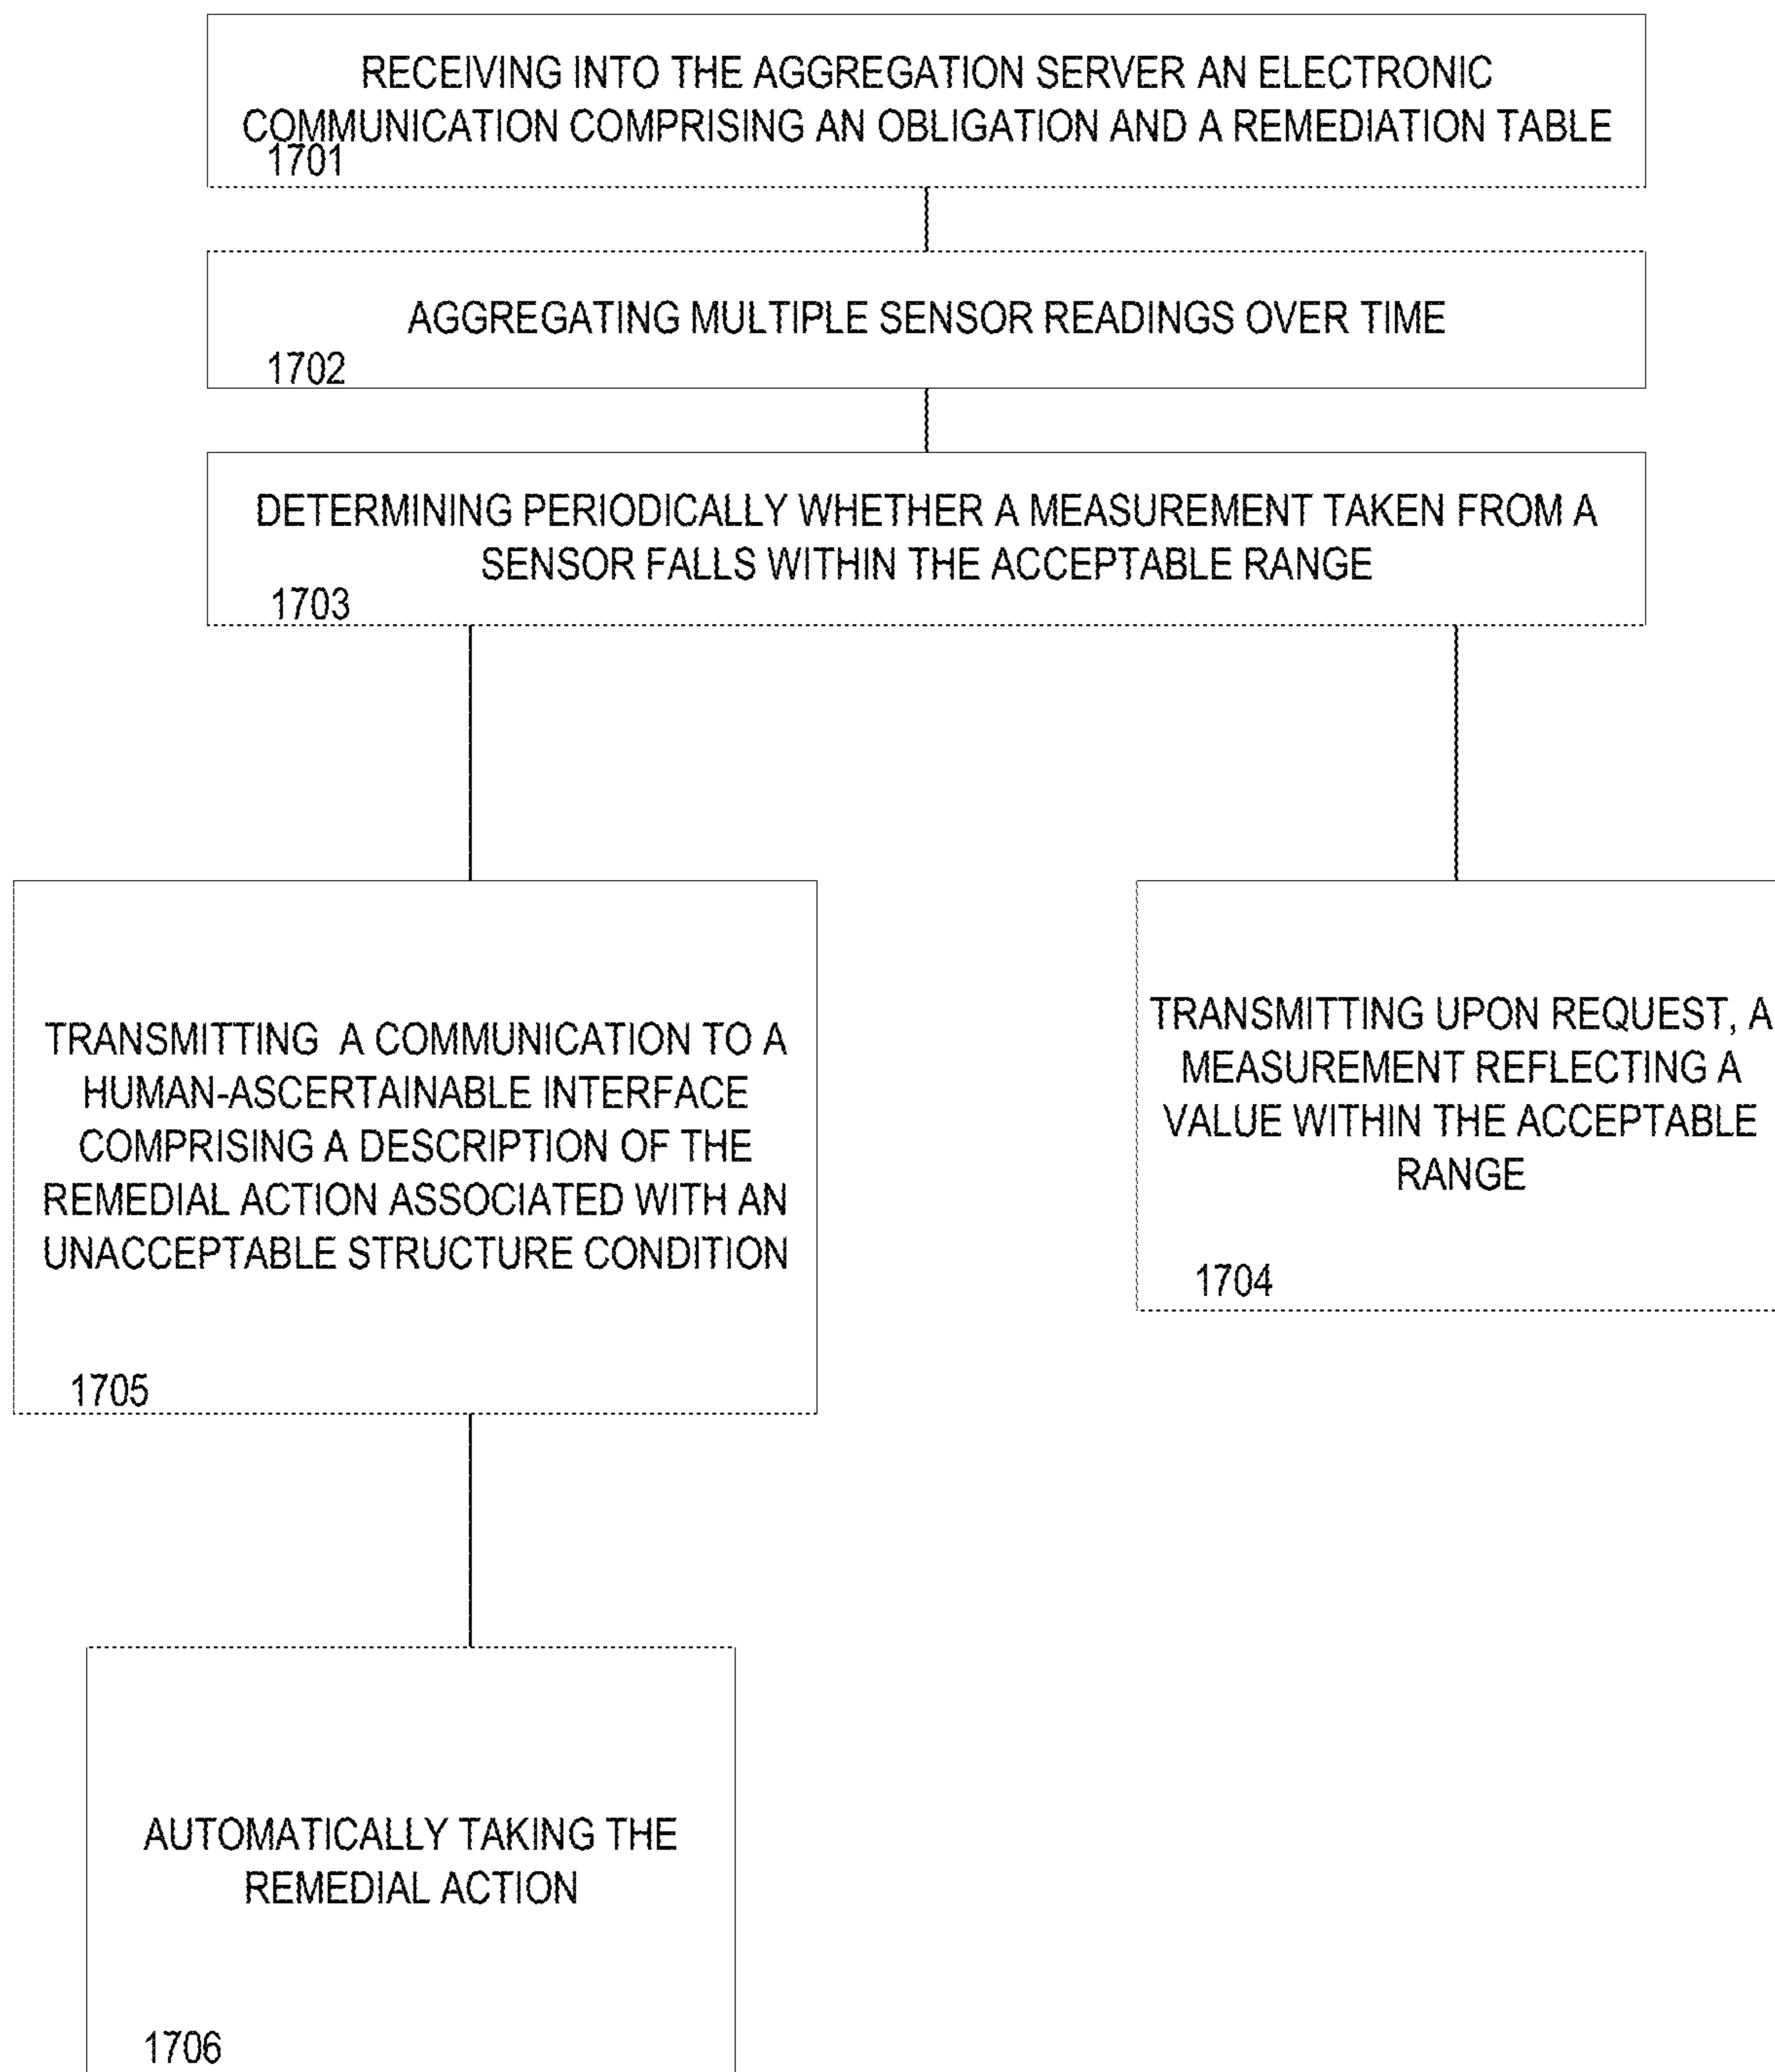 RECEIVING INTO THE AGGREGATION SERVER AN ELECTRONIC
COMMUNICATION COMPRISING AN OBLIGATION AND A REMEDIATION TABLE
1701
AGGREGATING MULTIPLE SENSOR READINGS OVER TIME
1702
DETERMINING PERIODICALLY WHETHER A MEASUREMENT TAKEN FROM A
SENSOR FALLS WITHIN THE ACCEPTABLE RANGE
1703
TRANSMITTING A COMMUNICATION TO A
HUMAN-ASCERTAINABLE INTERFACE
COMPRISING A DESCRIPTION OF THE
REMEDIAL ACTION ASSOCIATED WITH AN
UNACCEPTABLE STRUCTURE CONDITION
1705
TRANSMITTING UPON REQUEST, A
MEASUREMENT REFLECTING A
VALUE WITHIN THE ACCEPTABLE
RANGE
1704
AUTOMATICALLY TAKING THE
REMEDIAL ACTION
1706